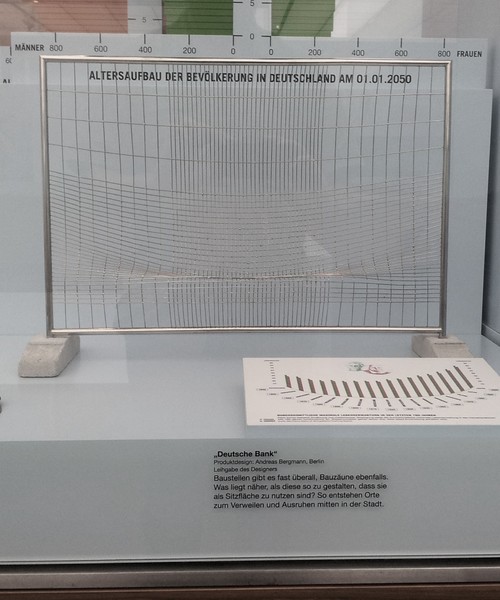 5 5
MÄNNER 800 600 400 200 0 0 200 400 600 800 FRAUEN
ALTERSAUFBAU DER BEVÖLKERUNG IN DEUTSCHLAND AM 01.01.2050
„Deutsche Bank“
Produktdesign: Andreas Bergmann, Berlin
Leihgabe des Designers
Baustellen gibt es fast überall, Bauzäune ebenfalls.
Was liegt näher, als diese so zu gestalten, dass sie
als Sitzfläche zu nutzen sind? So entstehen Orte
zum Verweilen und Ausruhen mitten in der Stadt.